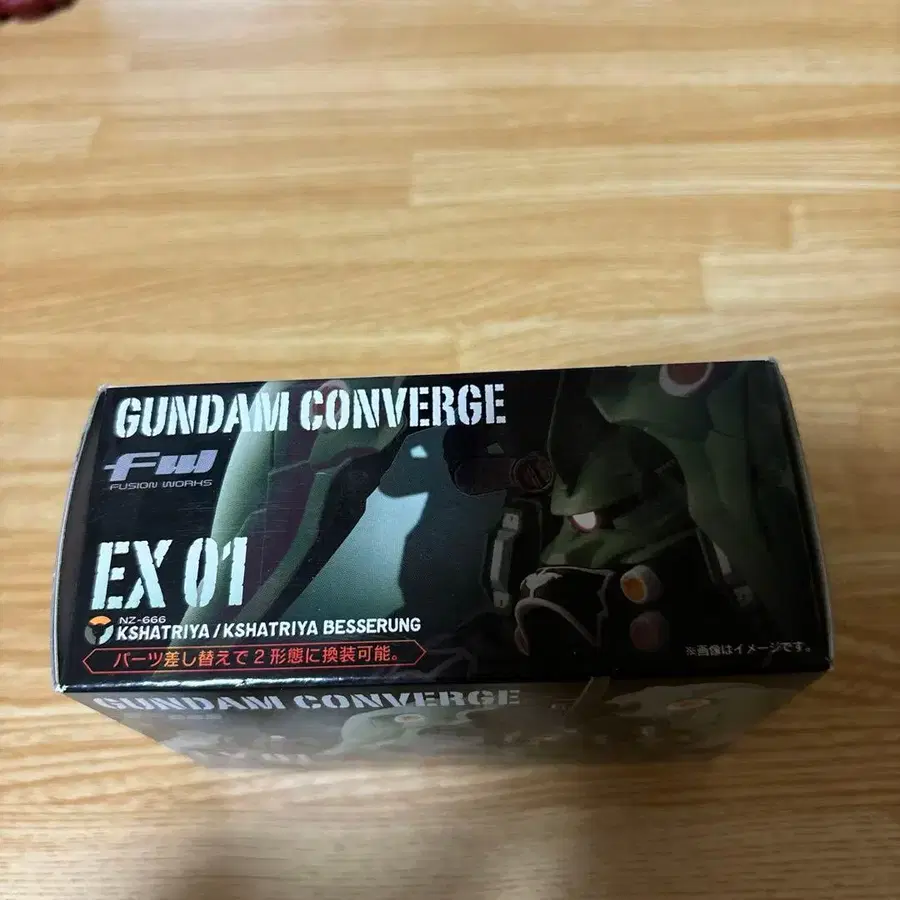 GUNDAM CONVERGE
FW
FUSION WORKS
EX 01
NZ-666
KSHATRIYA / KSHATRIYA BESSERUNG
パーツ差し替えで2形態に換装可能。
※画像はイメージです。
GUNDAM CONVERGE